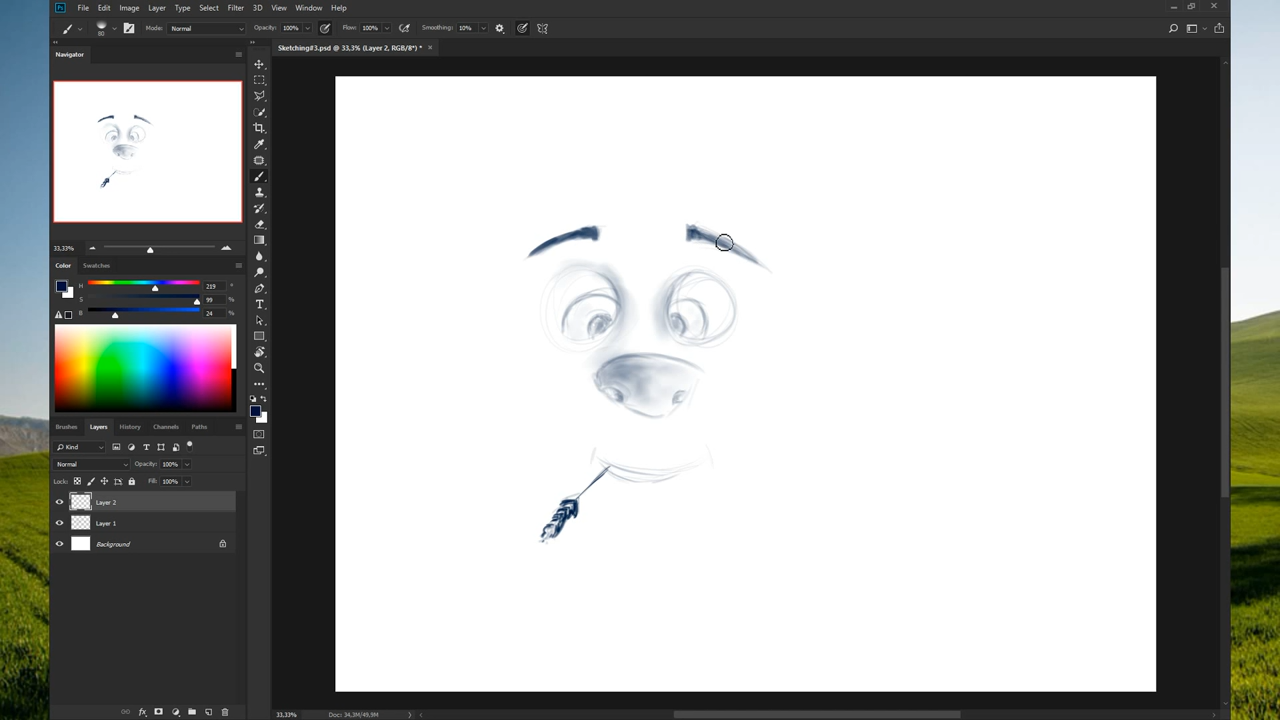 Ps File Edit Image Layer Type Select Filter 3D View Window Help
80 Mode: Normal Opacity: 100% Flow: 100% Smoothing: 10%
Sketching#3.psd @ 33,3% (Layer 2, RGB/8*) *
Navigator
33,33%
Color Swatches
H 219 °
S 99 %
B 24 %
Brushes Layers History Channels Paths
Kind
Normal Opacity: 100%
Lock: Fill: 100%
Layer 2
Layer 1
Background
fx
33,33% Doc: 34,3M/49,9M